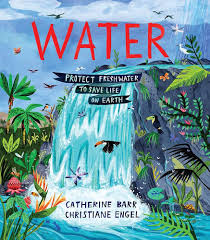 WATER
PROTECT FRESHWATER
TO SAVE LIFE
ON EARTH
CATHERINE BARR
CHRISTIANE ENGEL